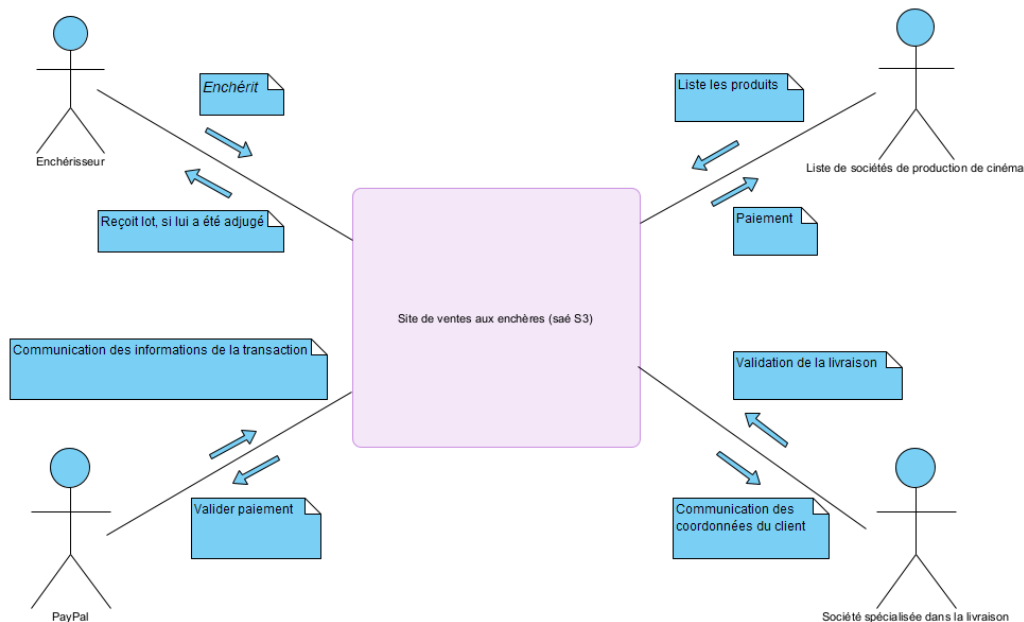 Enchérit
Liste les produits
Enchérisseur
Liste de sociétés de production de cinéma
Reçoit lot, si lui a été adjugé
Paiement
Site de ventes aux enchères (saé S3)
Communication des informations de la transaction
Validation de la livraison
Valider paiement
Communication des
coordonnées du client
PayPal
Société spécialisée dans la livraison